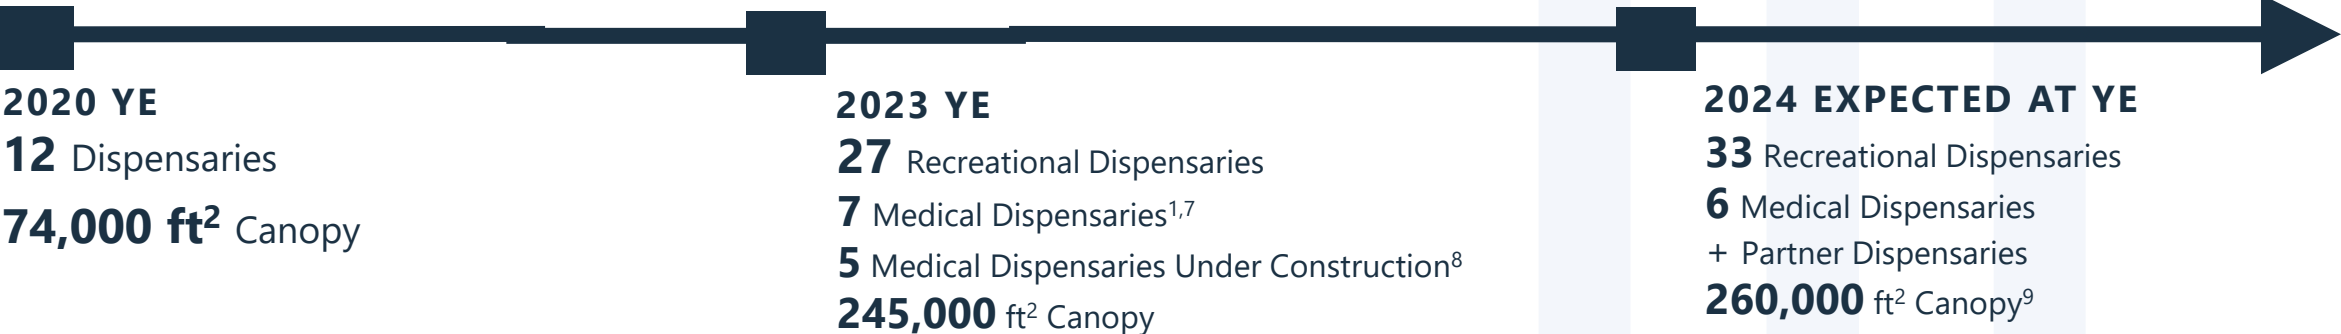 2020 YE
12 Dispensaries
74,000 ft² Canopy
2023 YE
27 Recreational Dispensaries
7 Medical Dispensaries¹,⁷
5 Medical Dispensaries Under Construction⁸
245,000 ft² Canopy
2024 EXPECTED AT YE
33 Recreational Dispensaries
6 Medical Dispensaries
+ Partner Dispensaries
260,000 ft² Canopy⁹